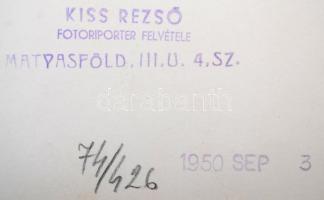 KISS REZSŐ
FOTORIPORTER FELVÉTELE
MATYASFÖLD, III.U. 4.SZ.
darabanth
74/426 1950 SEP 3